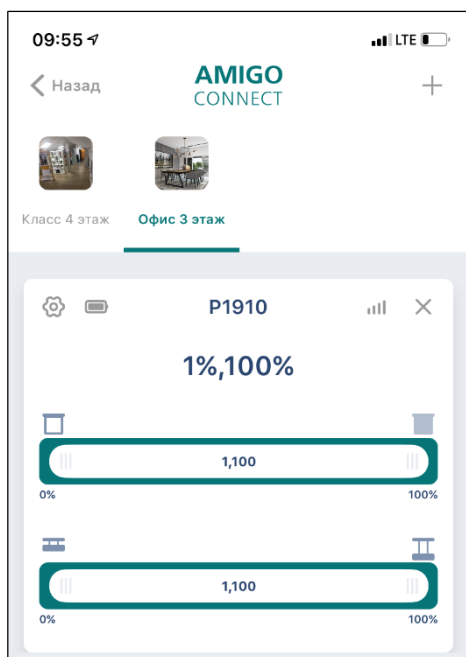 09:55 LTE
Назад AMIGO
CONNECT
Класс 4 этаж Офис 3 этаж
P1910
1%,100%
1,100
0% 100%
1,100
0% 100%